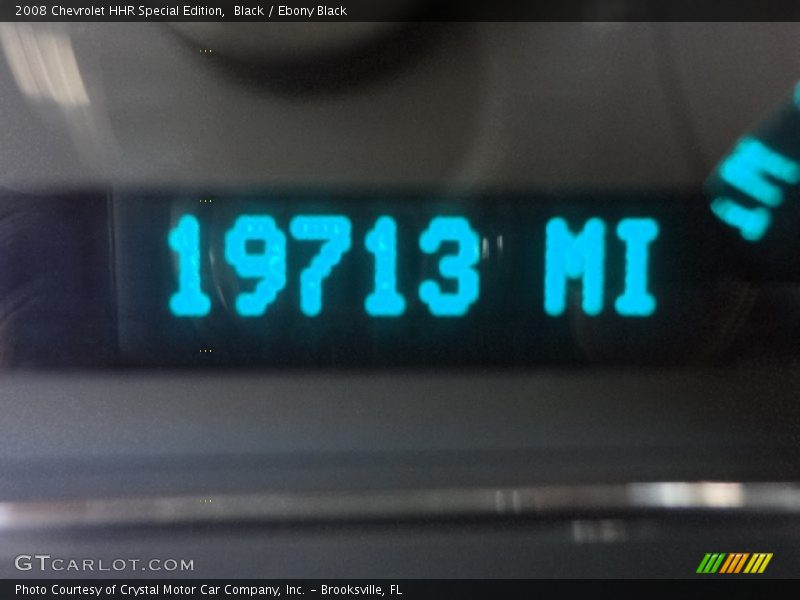 2008 Chevrolet HHR Special Edition,  Black / Ebony Black
19713 MI
GTCARLOT.COM
Photo Courtesy of Crystal Motor Car Company, Inc. – Brooksville, FL